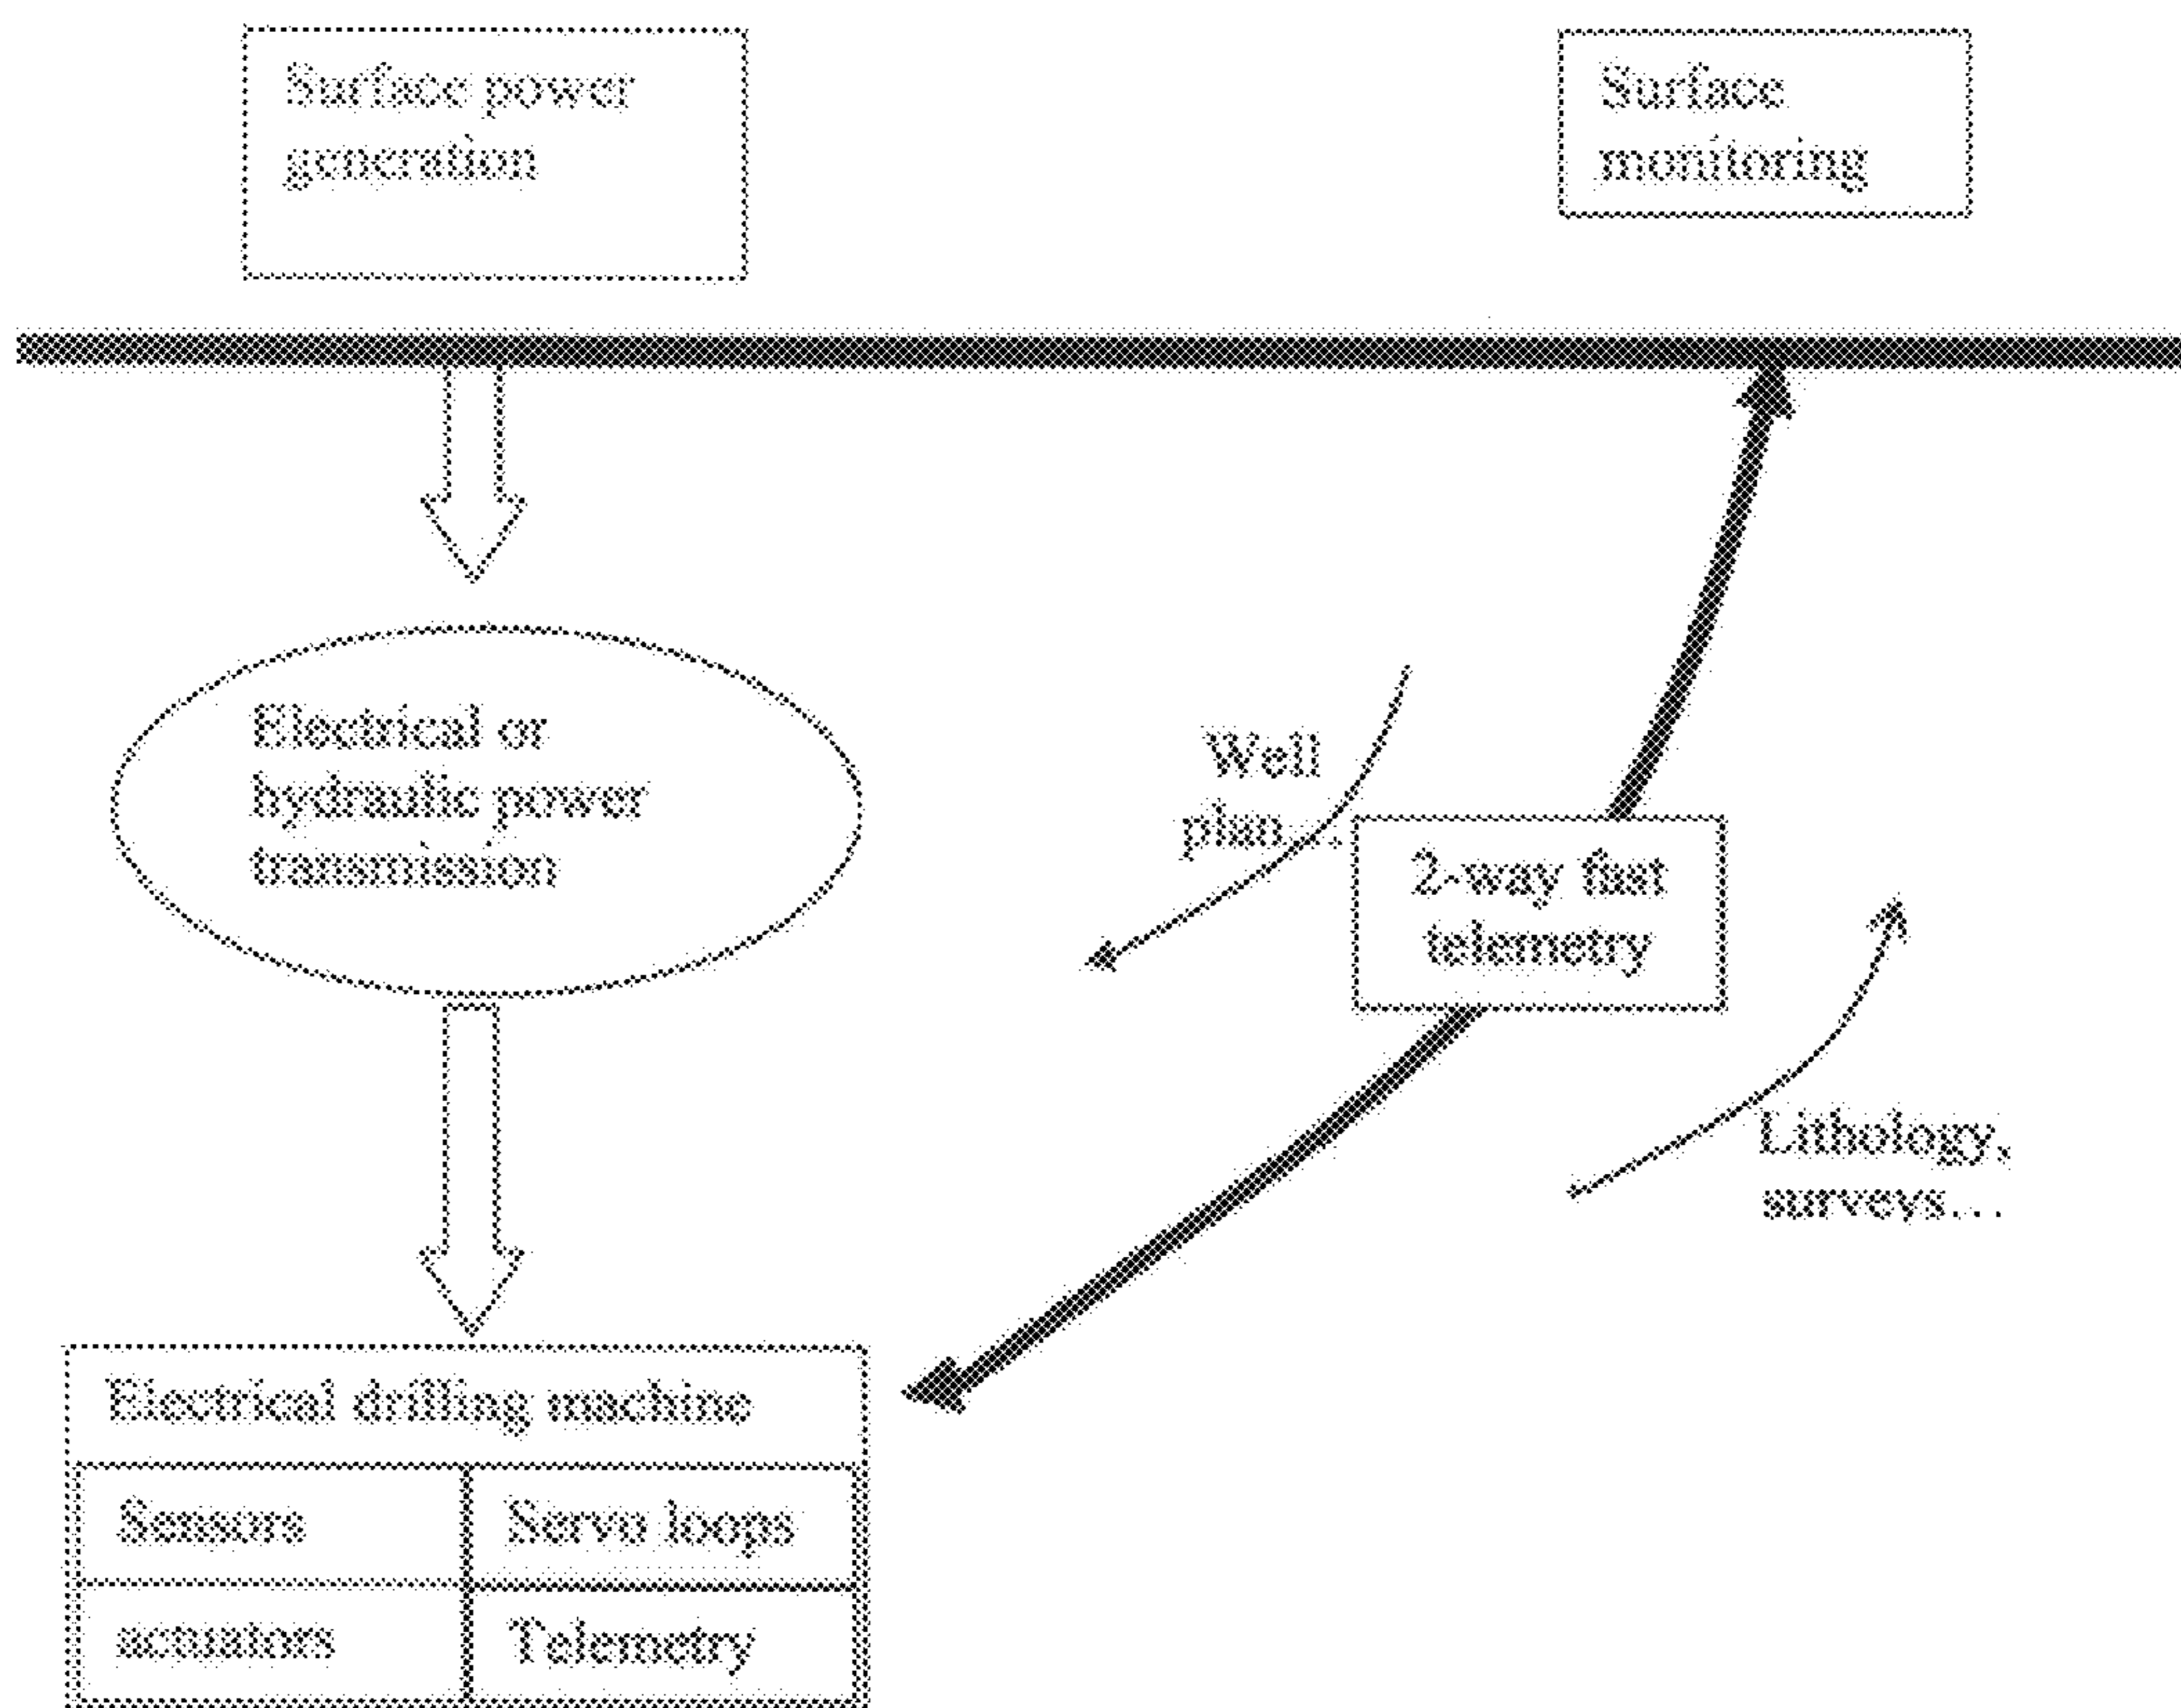 Surface power
generation
Surface
monitoring
Electrical or
hydraulic power
transmission
Well
plan...
2-way fast
telemetry
Lithology,
surveys...
Electrical drilling machine
Sensors
Servo loops
actuators
Telemetry